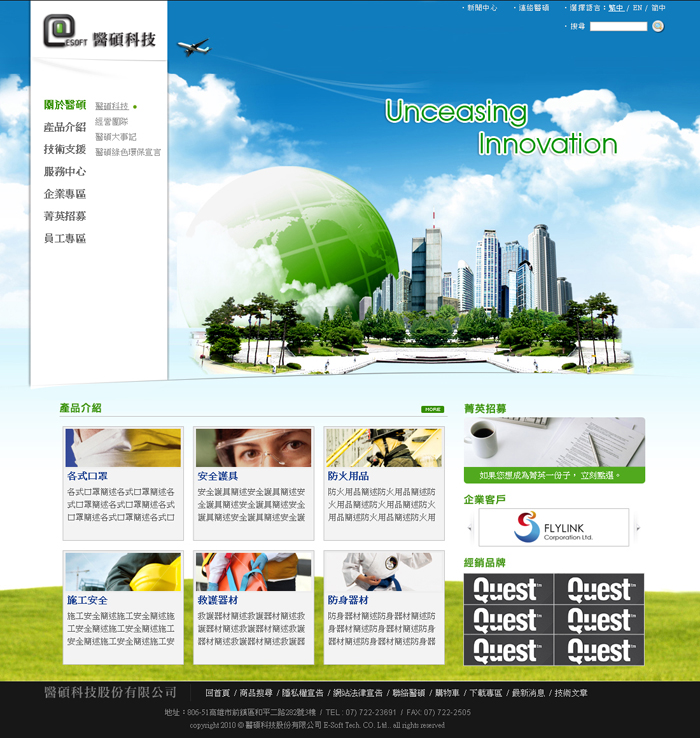 ・新聞中心 ・連絡醫碩 ・選擇語言：繁中 / EN / 简中
・搜尋
ESOFT 醫碩科技
Unceasing
Innovation
關於醫碩
醫碩科技
經營團隊
醫碩大事記
醫碩綠色環保宣言
產品介紹
技術支援
服務中心
企業專區
菁英招募
員工專區
產品介紹
MORE
各式口罩
各式口罩簡述各式口罩簡述各
式口罩簡述各式口罩簡述各
式口罩簡述各式口罩簡述各式口
安全護具
安全護具簡述安全護具簡述安
全護具簡述安全護具簡述安全
護具簡述安全護具簡述安全護
防火用品
防火用品簡述防火用品簡述防
火用品簡述防火用品簡述防火
用品簡述防火用品簡述防火用
施工安全
施工安全簡述施工安全簡述施
工安全簡述施工安全簡述施工
安全簡述施工安全簡述施工安
救護器材
救護器材簡述救護器材簡述救
護器材簡述救護器材簡述救護
器材簡述救護器材簡述救護器
防身器材
防身器材簡述防身器材簡述防
身器材簡述防身器材簡述防身
器材簡述防身器材簡述防身器
菁英招募
如果您想成為菁英一份子， 立刻點選。
企業客戶
FLYLINK
Corporation Ltd.
經銷品牌
Quest™ Quest™
Quest™ Quest™
Quest™ Quest™
醫碩科技股份有限公司
回首頁 / 商品搜尋 / 隱私權宣告 / 網站法律宣告 / 聯絡醫碩 / 購物車 / 下載專區 / 最新消息 / 技術文章
地址：806-51高雄市前鎮區和平二路282號3樓 / TEL : 07) 722-23691 / FAX: 07) 722-2505
copyright 2010 @ 醫碩科技股份有限公司 E-Soft Tech. CO. Ltd.. all rights reserved